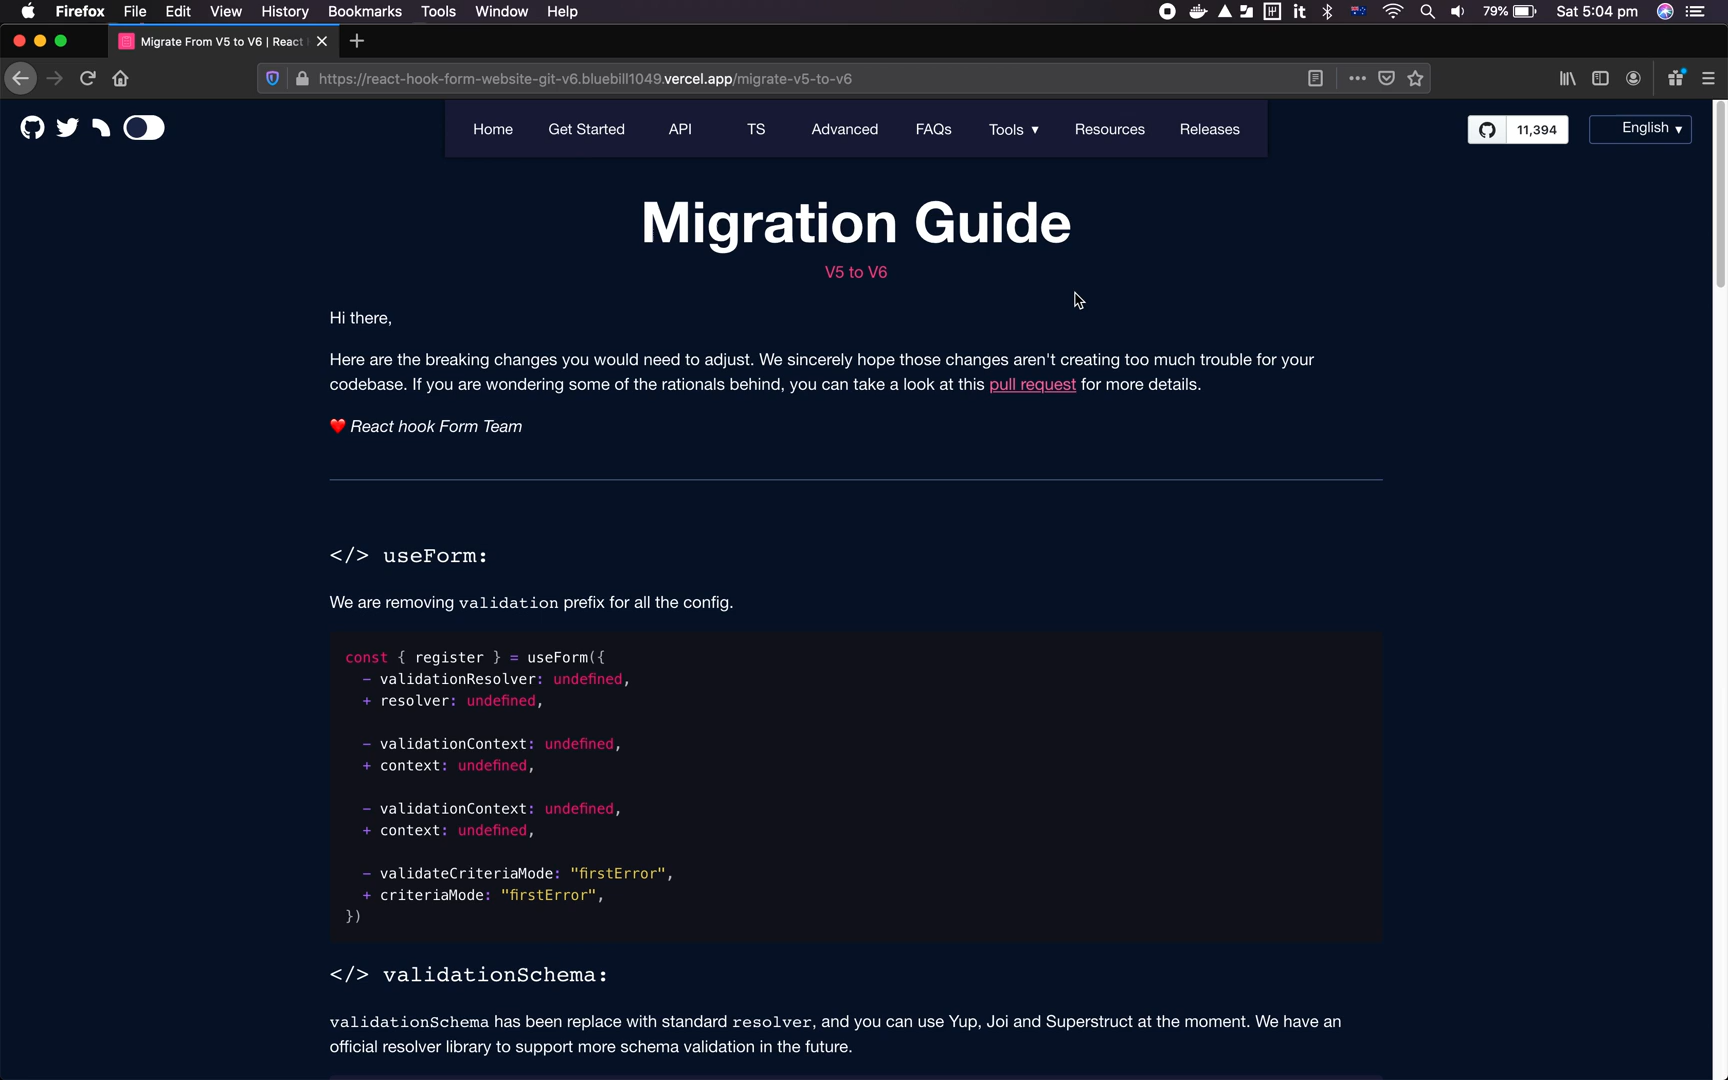 Firefox File Edit View History Bookmarks Tools Window Help it 79% Sat 5:04 pm
Migrate From V5 to V6 | React
https://react-hook-form-website-git-v6.bluebill1049.vercel.app/migrate-v5-to-v6
Home Get Started API TS Advanced FAQs Tools ▾ Resources Releases 11,394 English ▾
Migration Guide
V5 to V6
Hi there,
Here are the breaking changes you would need to adjust. We sincerely hope those changes aren't creating too much trouble for your
codebase. If you are wondering some of the rationals behind, you can take a look at this pull request for more details.
❤️ React hook Form Team
</> useForm:
We are removing validation prefix for all the config.
const { register } = useForm({
- validationResolver: undefined,
+ resolver: undefined,
- validationContext: undefined,
+ context: undefined,
- validationContext: undefined,
+ context: undefined,
- validateCriteriaMode: "firstError",
+ criteriaMode: "firstError",
})
</> validationSchema:
validationSchema has been replace with standard resolver, and you can use Yup, Joi and Superstruct at the moment. We have an
official resolver library to support more schema validation in the future.